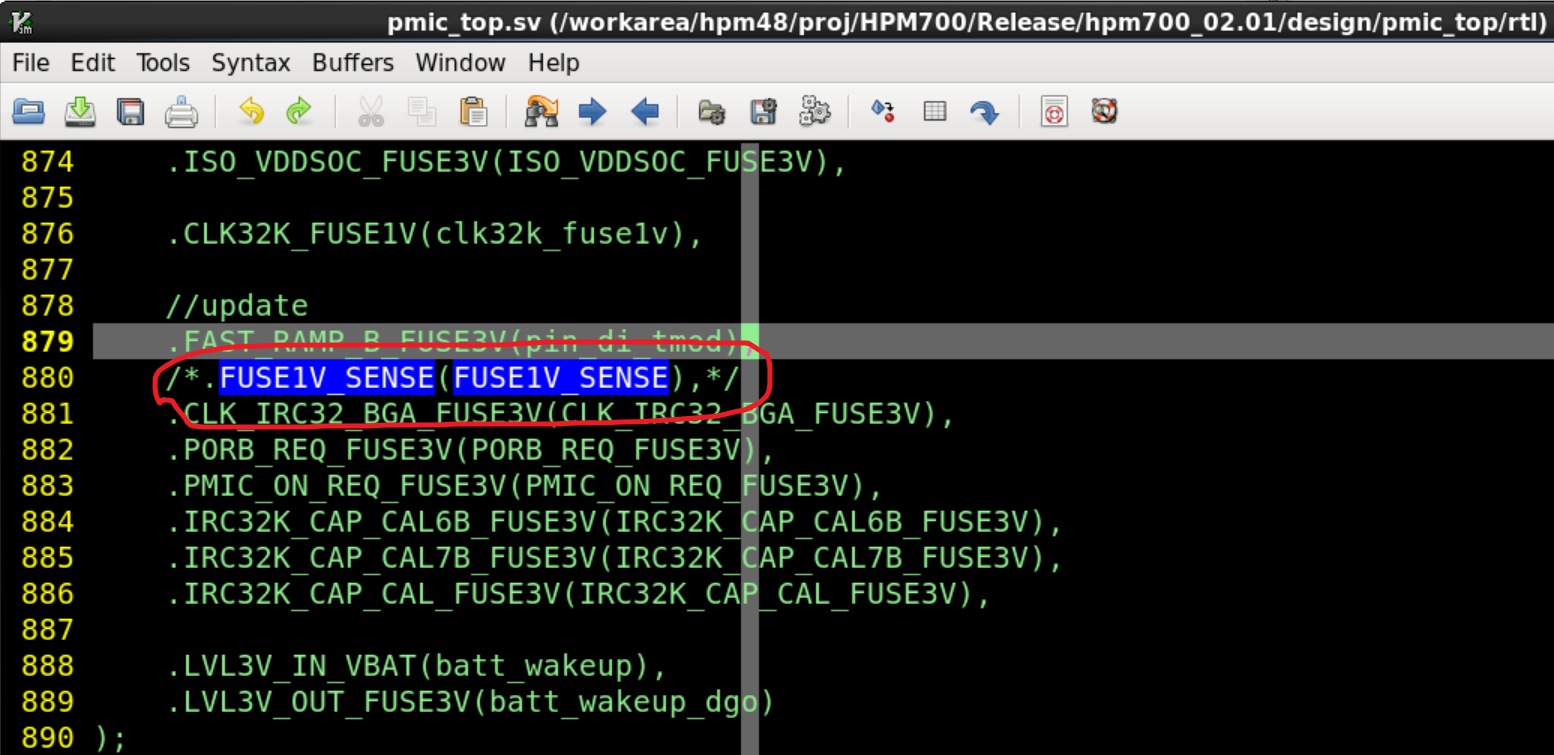 pmic_top.sv (/workarea/hpm48/proj/HPM700/Release/hpm700_02.01/design/pmic_top/rtl)
File Edit Tools Syntax Buffers Window Help
874 .ISO_VDDSOC_FUSE3V(ISO_VDDSOC_FUSE3V),
875
876 .CLK32K_FUSE1V(clk32k_fuse1v),
877
878 //update
879 .FAST_RAMP_B_FUSE3V(pin_di_tmod),
880 /*.FUSE1V_SENSE(FUSE1V_SENSE),*/
881 .CLK_IRC32_BGA_FUSE3V(CLK_IRC32_BGA_FUSE3V),
882 .PORB_REQ_FUSE3V(PORB_REQ_FUSE3V),
883 .PMIC_ON_REQ_FUSE3V(PMIC_ON_REQ_FUSE3V),
884 .IRC32K_CAP_CAL6B_FUSE3V(IRC32K_CAP_CAL6B_FUSE3V),
885 .IRC32K_CAP_CAL7B_FUSE3V(IRC32K_CAP_CAL7B_FUSE3V),
886 .IRC32K_CAP_CAL_FUSE3V(IRC32K_CAP_CAL_FUSE3V),
887
888 .LVL3V_IN_VBAT(batt_wakeup),
889 .LVL3V_OUT_FUSE3V(batt_wakeup_dgo)
890 );